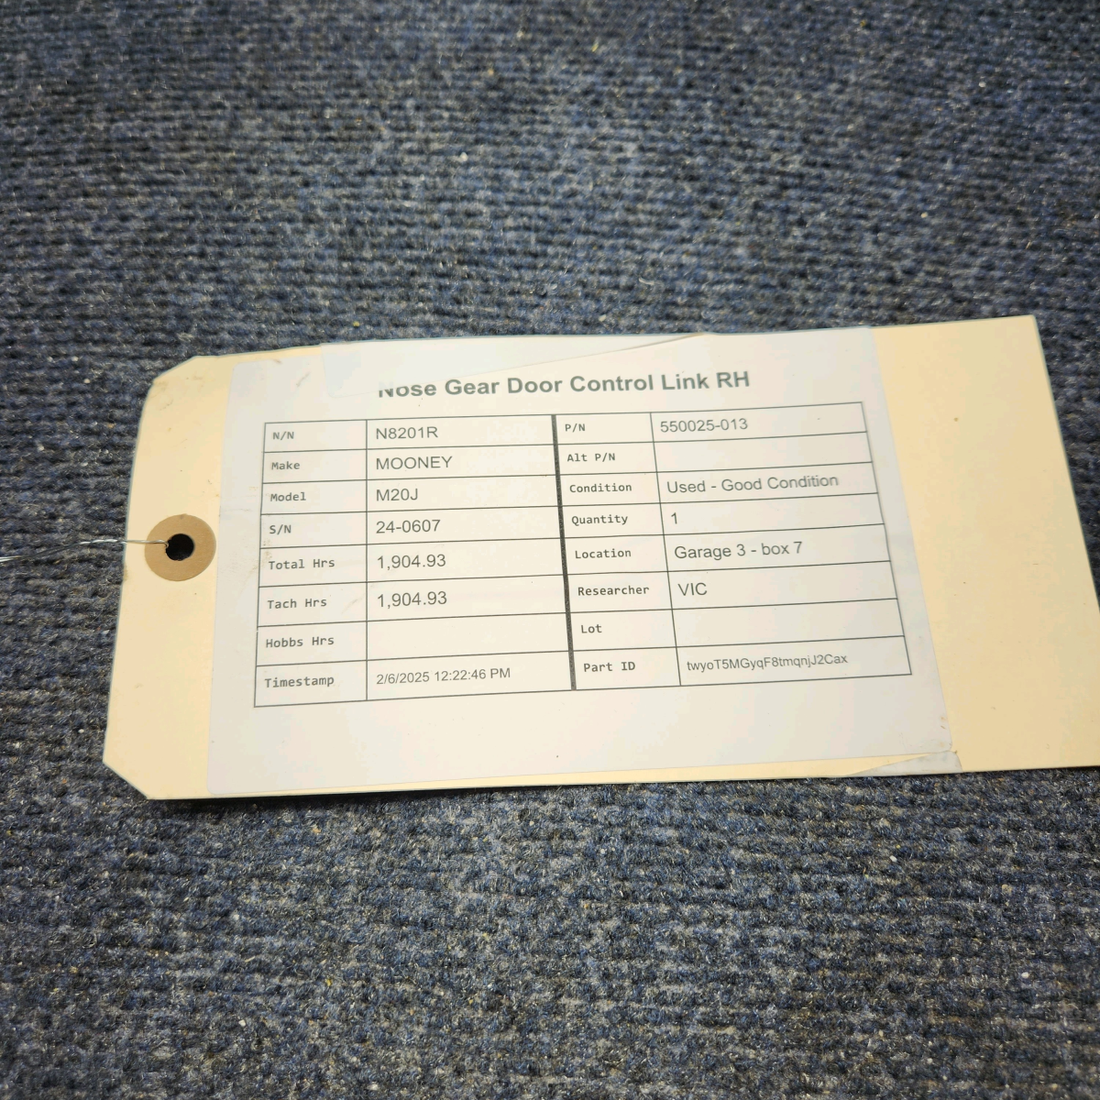 Nose Gear Door Control Link RH
N/N N8201R P/N 550025-013
Make MOONEY Alt P/N
Model M20J Condition Used - Good Condition
S/N 24-0607 Quantity 1
Total Hrs 1,904.93 Location Garage 3 - box 7
Tach Hrs 1,904.93 Researcher VIC
Hobbs Hrs Lot
Timestamp 2/6/2025 12:22:46 PM Part ID twyoT5MGyqF8tmqnjJ2Cax